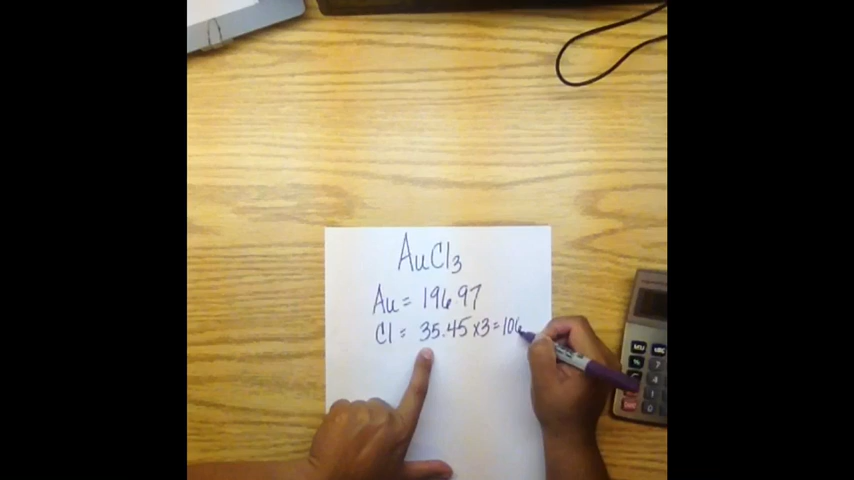 AuCl₃
Au = 196.97
Cl = 35.45 x3 = 106